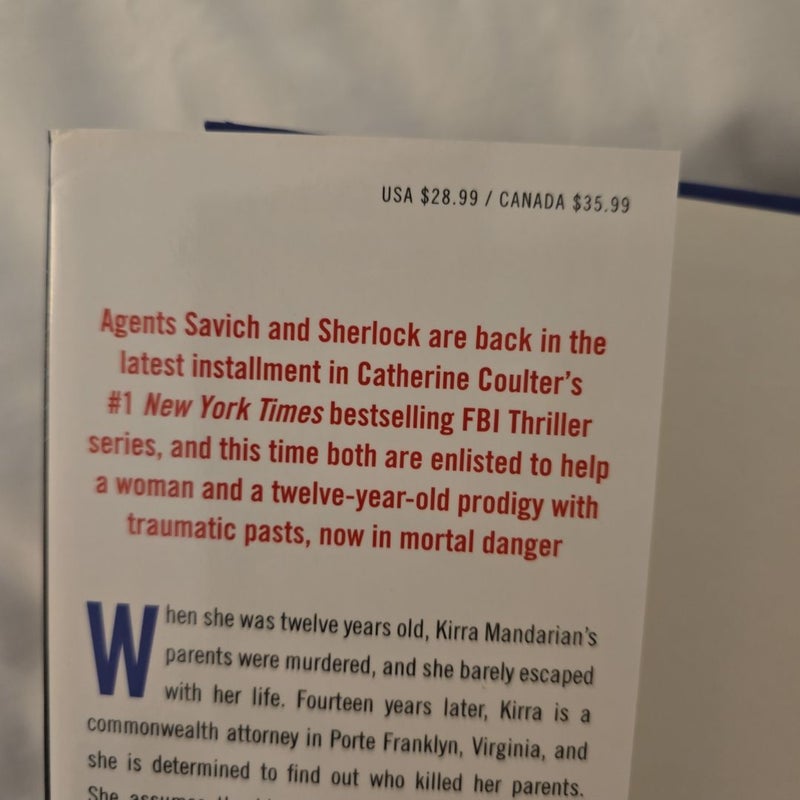 USA $28.99 / CANADA $35.99
Agents Savich and Sherlock are back in the
latest installment in Catherine Coulter's
#1 New York Times bestselling FBI Thriller
series, and this time both are enlisted to help
a woman and a twelve-year-old prodigy with
traumatic pasts, now in mortal danger
When she was twelve years old, Kirra Mandarian's
parents were murdered, and she barely escaped
with her life. Fourteen years later, Kirra is a
commonwealth attorney in Porte Franklyn, Virginia, and
she is determined to find out who killed her parents.
She assumes